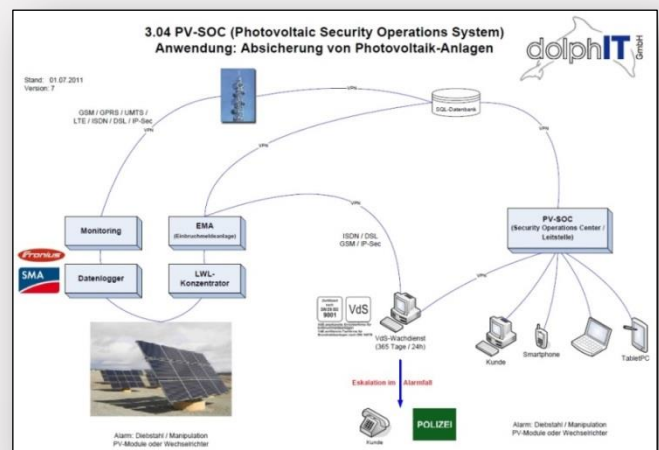 3.04 PV-SOC (Photovoltaic Security Operations System)
Anwendung: Absicherung von Photovoltaik-Anlagen
dolphIT GmbH
Stand: 01.07.2011
Version: 7
GSM / GPRS / UMTS /
LTE / ISDN / DSL / IP-Sec
VPN
VPN
SQL-Datenbank
VPN
VPN
VPN
Monitoring
EMA
(Einbruchmeldeanlage)
ISDN / DSL
GSM / IP-Sec
PV-SOC
(Security Operations Center /
Leitstelle)
Fronius
SMA
Datenlogger
LWL-
Konzentrator
VPN
9001
VdS
VdS-Wachdienst
(365 Tage / 24h)
Kunde
Smartphone
TabletPC
Eskalation im Alarmfall
Kunde
POLIZEI
Alarm: Diebstahl / Manipulation
PV-Module oder Wechselrichter
Alarm: Diebstahl / Manipulation
PV-Module oder Wechselrichter